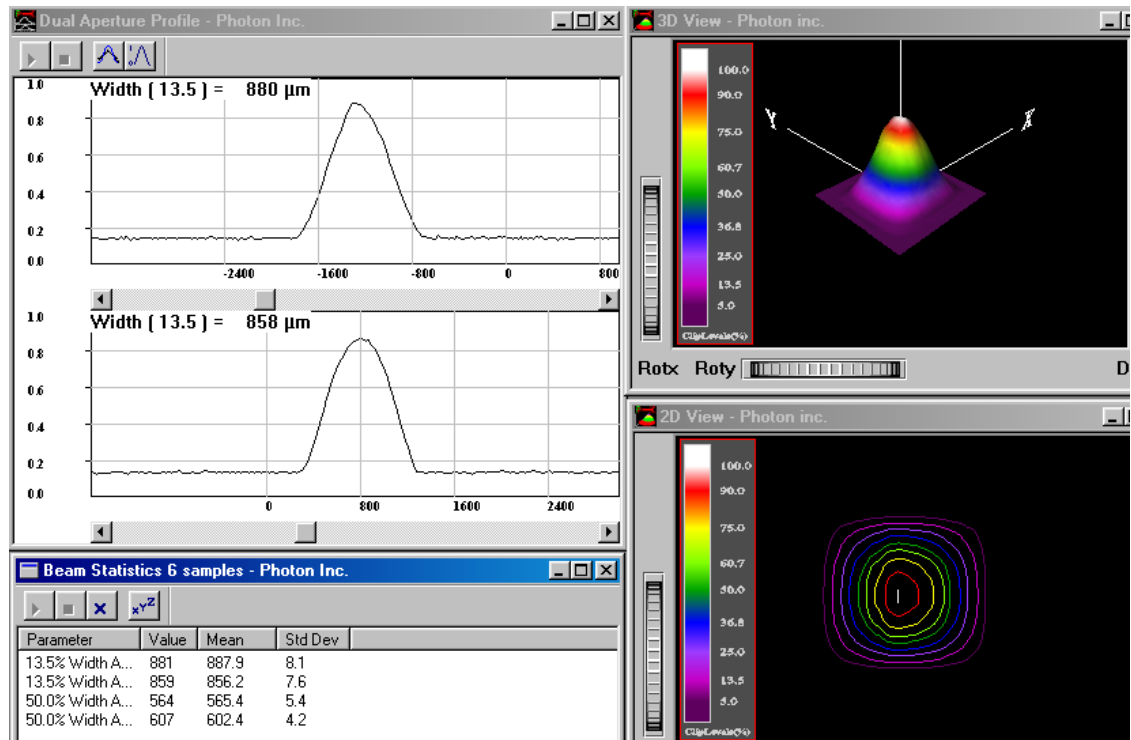 Dual Aperture Profile - Photon Inc.
1.0
Width ( 13.5 ) = 880 µm
0.8
0.6
0.4
0.2
0.0
-2400 -1600 -800 0 800
1.0
Width ( 13.5 ) = 858 µm
0.8
0.6
0.4
0.2
0.0
0 800 1600 2400
Beam Statistics 6 samples - Photon Inc.
x Y Z
Parameter Value Mean Std Dev
13.5% Width A... 881 887.9 8.1
13.5% Width A... 859 856.2 7.6
50.0% Width A... 564 565.4 5.4
50.0% Width A... 607 602.4 4.2
3D View - Photon inc.
100.0
90.0
75.0
60.7
50.0
36.8
25.0
13.5
5.0
ClipLevels(%)
Y X
Rotx Roty D
2D View - Photon inc.
100.0
90.0
75.0
60.7
50.0
36.8
25.0
13.5
5.0
ClipLevels(%)